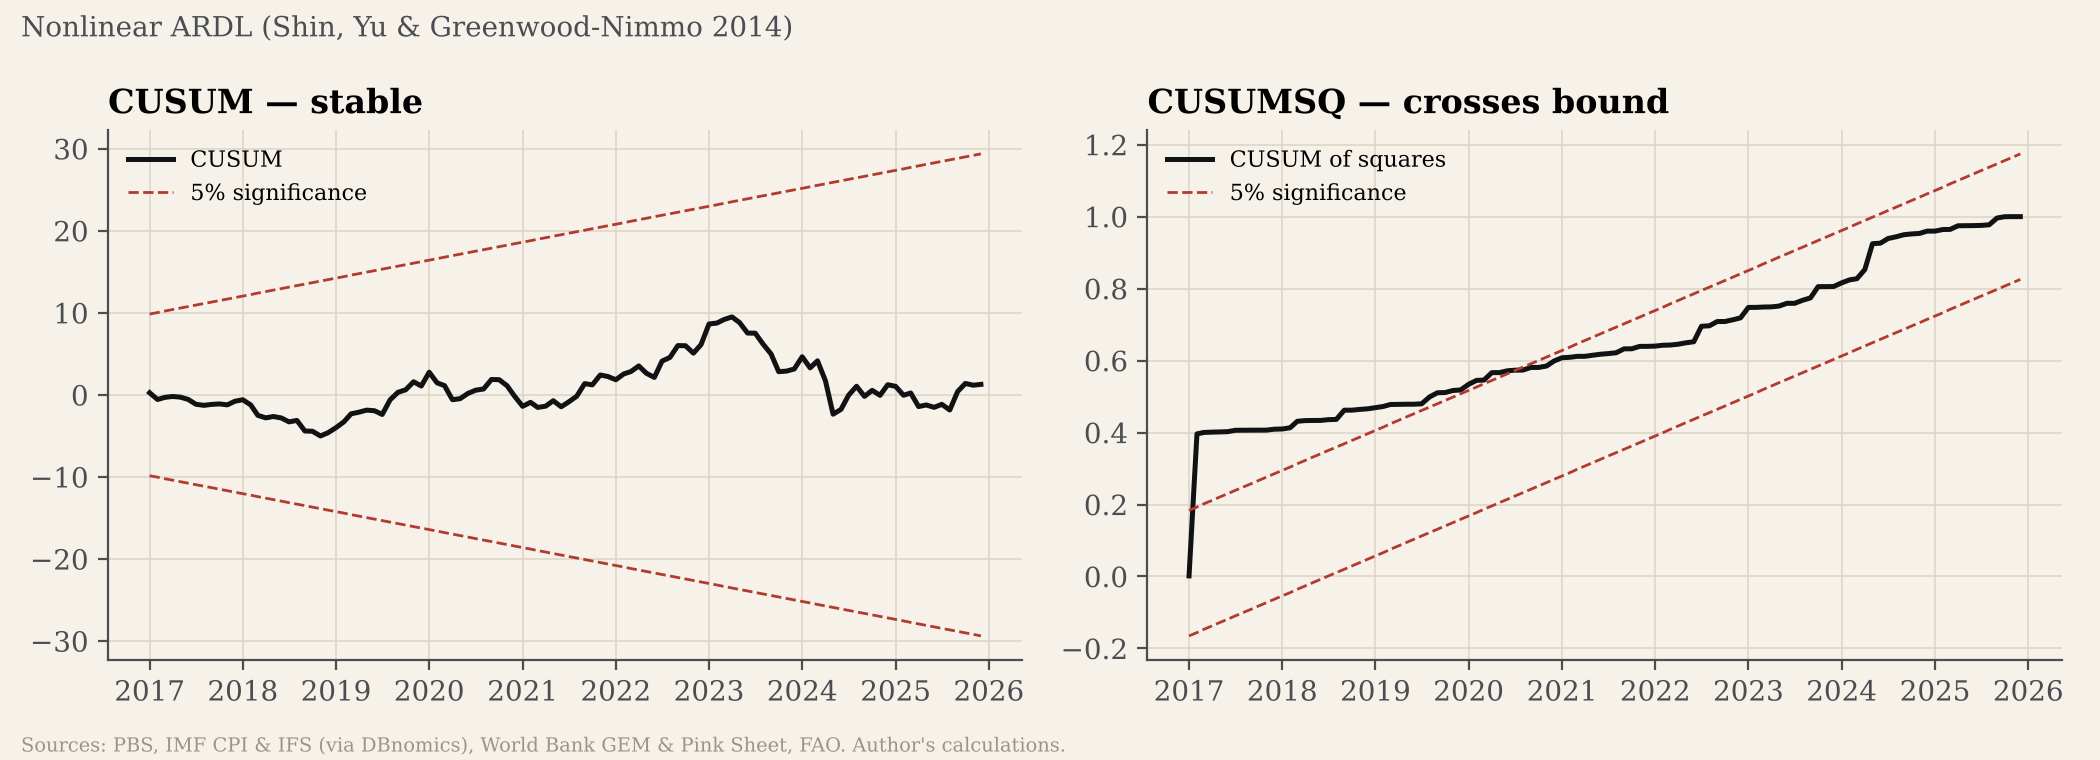 Nonlinear ARDL (Shin, Yu & Greenwood-Nimmo 2014)
CUSUM — stable
CUSUM
5% significance
30
20
10
0
−10
−20
−30
2017 2018 2019 2020 2021 2022 2023 2024 2025 2026
CUSUMSQ — crosses bound
CUSUM of squares
5% significance
1.2
1.0
0.8
0.6
0.4
0.2
0.0
−0.2
2017 2018 2019 2020 2021 2022 2023 2024 2025 2026
Sources: PBS, IMF CPI & IFS (via DBnomics), World Bank GEM & Pink Sheet, FAO. Author's calculations.